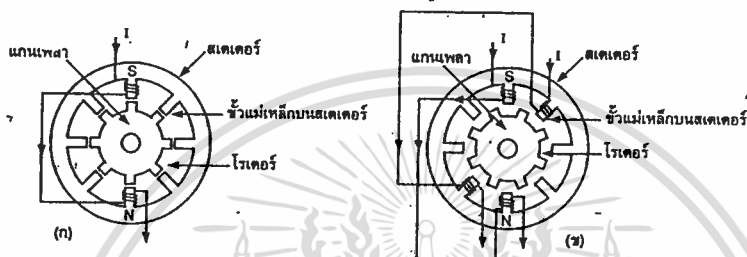 I
สเตเตอร์
แกนเพลา
S
ขั้วแม่เหล็กบนสเตเตอร์
โรเตอร์
N
(ก)
I
I
สเตเตอร์
แกนเพลา
S
ขั้วแม่เหล็กบนสเตเตอร์
โรเตอร์
N
(ข)